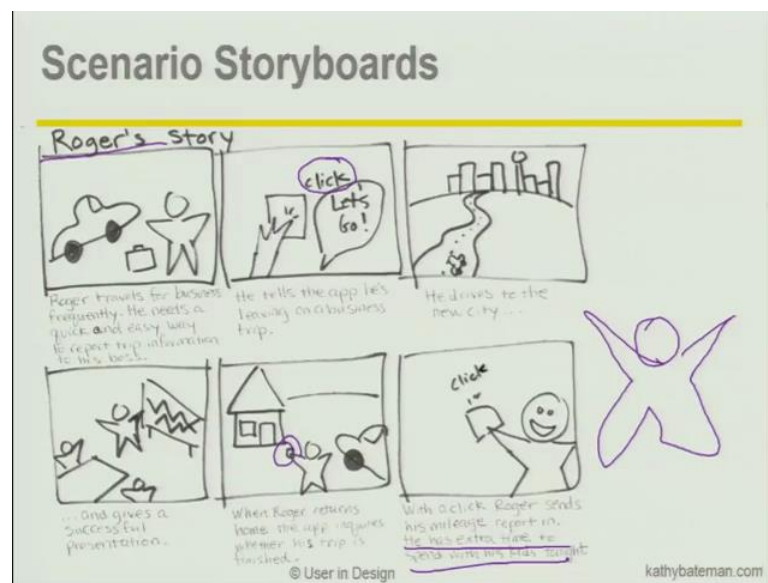 Scenario Storyboards
Roger's Story
click
Let's
Go!
Roger travels for business
frequently. He needs a
quick and easy way
to report trip information
to his boss.
He tells the app he's
leaving on a business
trip.
He drives to the
new city...
...and gives a
successful
presentation.
When Roger returns
home the app inquires
whether his trip is
finished.
click
With a click Roger sends
his mileage report in.
He has extra time to
spend with his kids tonight
© User in Design
kathybateman.com